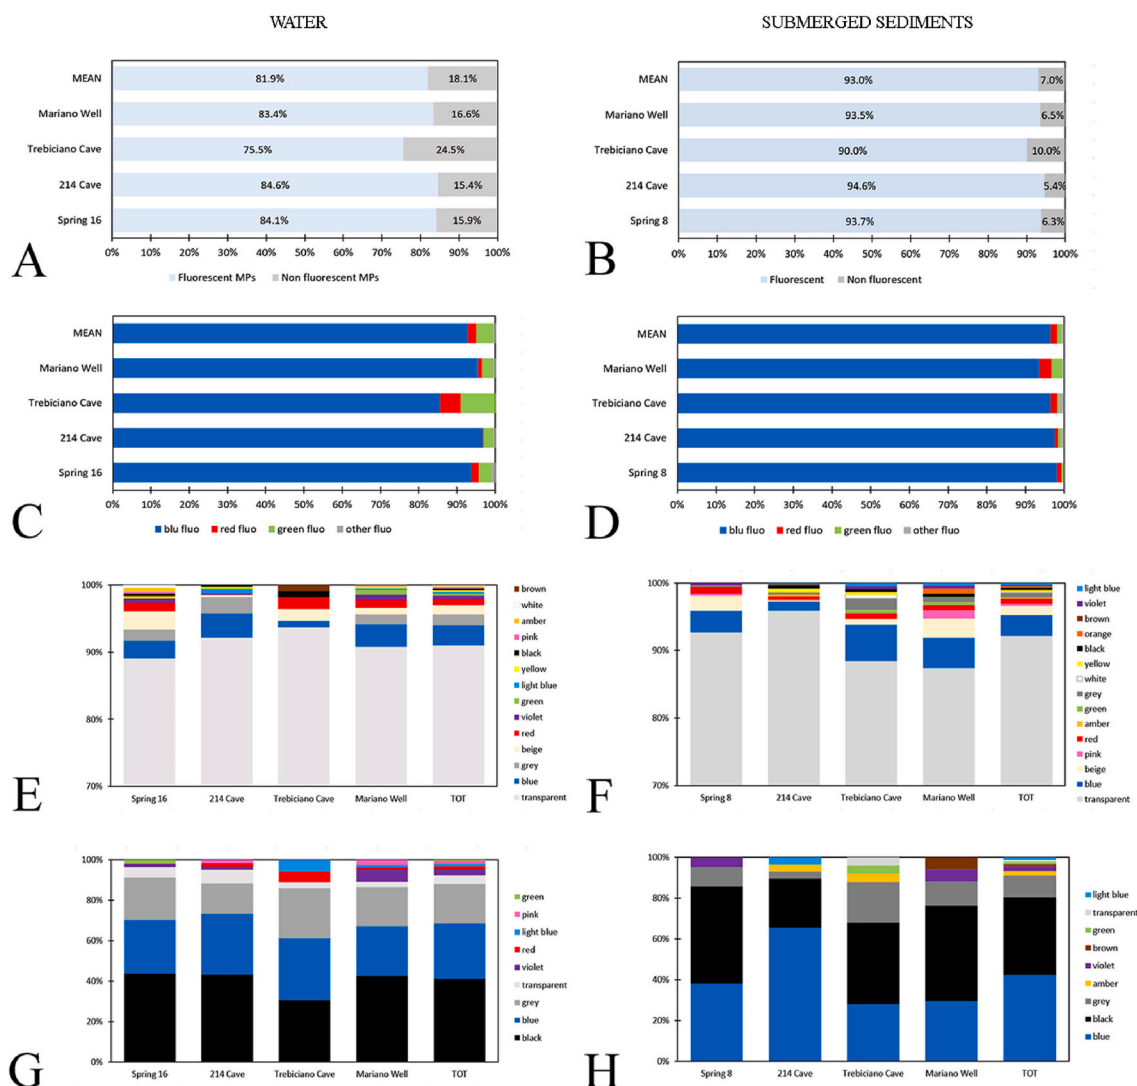 WATER
SUBMERGED SEDIMENTS
MEAN 81.9% 18.1%
Mariano Well 83.4% 16.6%
Trebiciano Cave 75.5% 24.5%
214 Cave 84.6% 15.4%
Spring 16 84.1% 15.9%
0% 10% 20% 30% 40% 50% 60% 70% 80% 90% 100%
Fluorescent MPs Non fluorescent MPs
A
MEAN 93.0% 7.0%
Mariano Well 93.5% 6.5%
Trebiciano Cave 90.0% 10.0%
214 Cave 94.6% 5.4%
Spring 8 93.7% 6.3%
0% 10% 20% 30% 40% 50% 60% 70% 80% 90% 100%
Fluorescent Non fluorescent
B
MEAN
Mariano Well
Trebiciano Cave
214 Cave
Spring 16
0% 10% 20% 30% 40% 50% 60% 70% 80% 90% 100%
blu fluo red fluo green fluo other fluo
C
MEAN
Mariano Well
Trebiciano Cave
214 Cave
Spring 8
0% 10% 20% 30% 40% 50% 60% 70% 80% 90% 100%
blu fluo red fluo green fluo other fluo
D
100%
90%
80%
70%
Spring 16 214 Cave Trebiciano Cave Mariano Well TOT
brown
white
amber
pink
black
yellow
light blue
green
violet
red
beige
grey
blue
transparent
E
100%
90%
80%
70%
Spring 8 214 Cave Trebiciano Cave Mariano Well TOT
light blue
violet
brown
orange
black
yellow
white
grey
green
amber
red
pink
beige
blue
transparent
F
100%
80%
60%
40%
20%
0%
Spring 16 214 Cave Trebiciano Cave Mariano Well TOT
green
pink
light blue
red
violet
transparent
grey
blue
black
G
100%
80%
60%
40%
20%
0%
Spring 8 214 Cave Trebiciano Cave Mariano Well TOT
light blue
transparent
green
brown
violet
amber
grey
black
blue
H